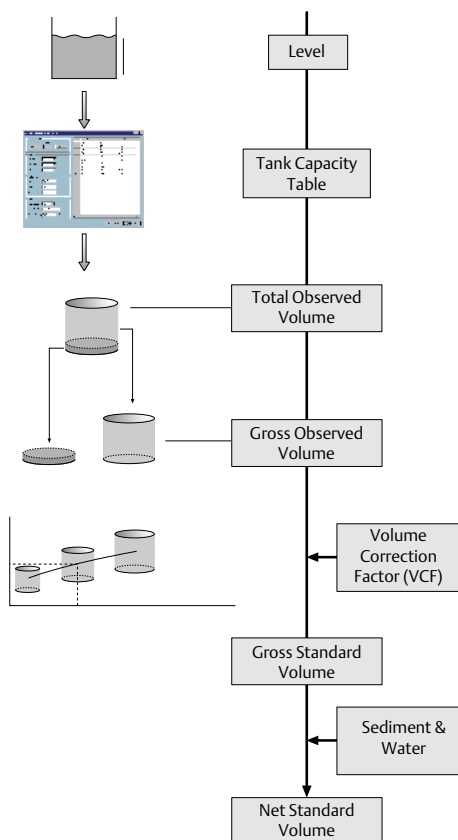 Level
Tank Capacity
Table
Total Observed
Volume
Gross Observed
Volume
Volume
Correction
Factor (VCF)
Gross Standard
Volume
Sediment &
Water
Net Standard
Volume